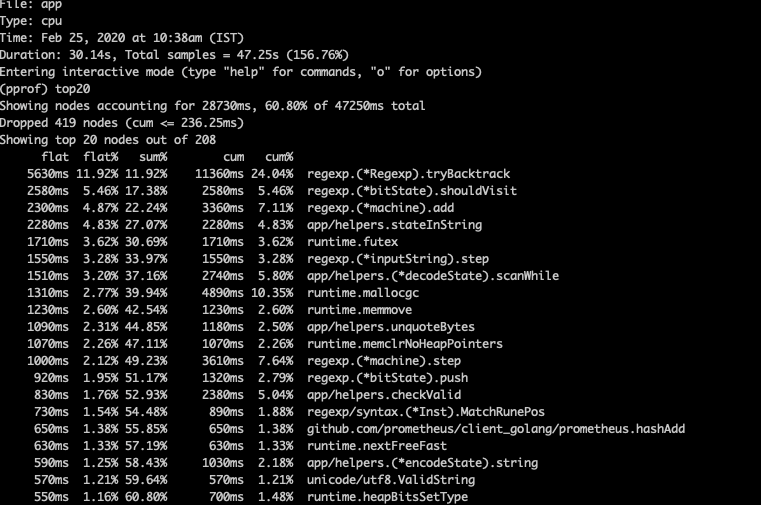 File: app
Type: cpu
Time: Feb 25, 2020 at 10:38am (IST)
Duration: 30.14s, Total samples = 47.25s (156.76%)
Entering interactive mode (type "help" for commands, "o" for options)
(pprof) top20
Showing nodes accounting for 28730ms, 60.80% of 47250ms total
Dropped 419 nodes (cum <= 236.25ms)
Showing top 20 nodes out of 208
flat flat% sum% cum cum%
5630ms 11.92% 11.92% 11360ms 24.04% regexp.(*Regexp).tryBacktrack
2580ms 5.46% 17.38% 2580ms 5.46% regexp.(*bitState).shouldVisit
2300ms 4.87% 22.24% 3360ms 7.11% regexp.(*machine).add
2280ms 4.83% 27.07% 2280ms 4.83% app/helpers.stateInString
1710ms 3.62% 30.69% 1710ms 3.62% runtime.futex
1550ms 3.28% 33.97% 1550ms 3.28% regexp.(*inputString).step
1510ms 3.20% 37.16% 2740ms 5.80% app/helpers.(*decodeState).scanWhile
1310ms 2.77% 39.94% 4890ms 10.35% runtime.mallocgc
1230ms 2.60% 42.54% 1230ms 2.60% runtime.memmove
1090ms 2.31% 44.85% 1180ms 2.50% app/helpers.unquoteBytes
1070ms 2.26% 47.11% 1070ms 2.26% runtime.memclrNoHeapPointers
1000ms 2.12% 49.23% 3610ms 7.64% regexp.(*machine).step
920ms 1.95% 51.17% 1320ms 2.79% regexp.(*bitState).push
830ms 1.76% 52.93% 2380ms 5.04% app/helpers.checkValid
730ms 1.54% 54.48% 890ms 1.88% regexp/syntax.(*Inst).MatchRunePos
650ms 1.38% 55.85% 650ms 1.38% github.com/prometheus/client_golang/prometheus.hashAdd
630ms 1.33% 57.19% 630ms 1.33% runtime.nextFreeFast
590ms 1.25% 58.43% 1030ms 2.18% app/helpers.(*encodeState).string
570ms 1.21% 59.64% 570ms 1.21% unicode/utf8.ValidString
550ms 1.16% 60.80% 700ms 1.48% runtime.heapBitsSetType